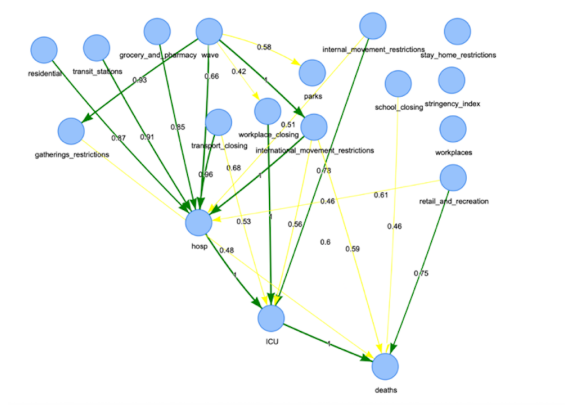 internal_movement_restrictions
stay_home_restrictions
grocery_and_pharmacy
wave
0.58
residential
transit_stations
0.93
0.66
0.42
1
parks
school_closing
stringency_index
gatherings_restrictions
0.87
0.91
0.85
transport_closing
workplace_closing
0.51
international_movement_restrictions
workplaces
0.96
0.68
1
0.73
0.46
0.61
retail_and_recreation
hosp
0.53
1
0.56
0.6
0.59
0.46
0.48
1
0.75
ICU
1
deaths